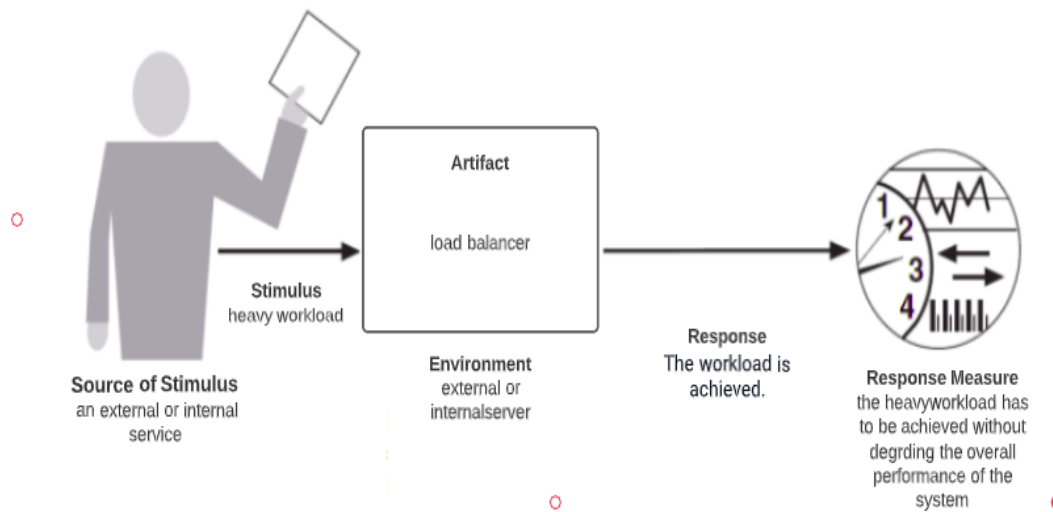 Artifact
load balancer
Stimulus
heavy workload
Source of Stimulus
an external or internal
service
Environment
external or
internalserver
Response
The workload is
achieved.
1
2
3
4
Response Measure
the heavyworkload has
to be achieved without
degrding the overall
performance of the
system